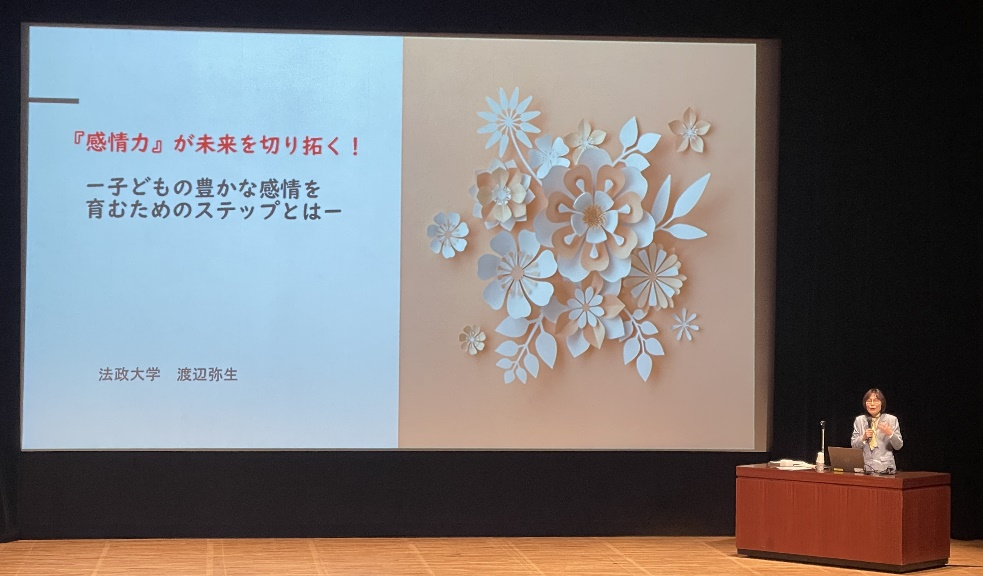 『感情力』が未来を切り拓く！
ー子どもの豊かな感情を
育むためのステップとはー
法政大学　渡辺弥生